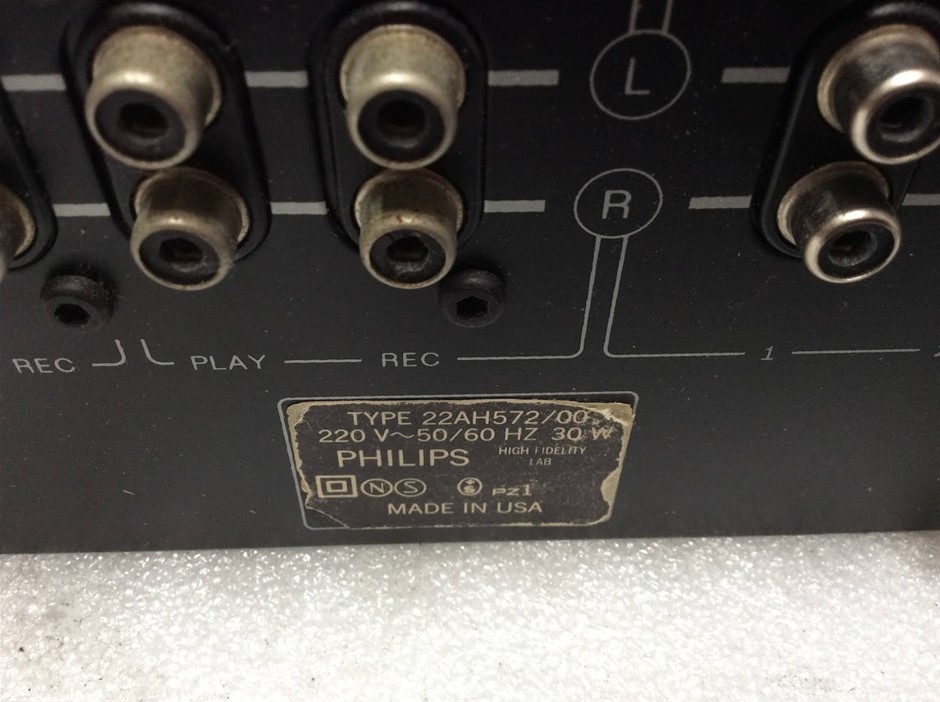 L
R
REC PLAY REC 1
TYPE 22AH572/00
220 V~50/60 HZ 30 W
PHILIPS HIGH FIDELITY
LAB
N S PZ1
MADE IN USA